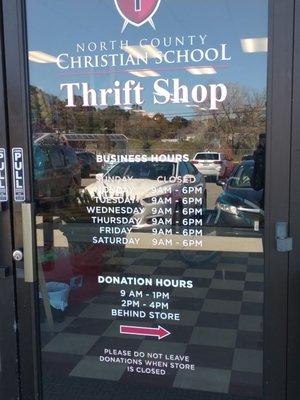 NORTH COUNTY
CHRISTIAN SCHOOL
Thrift Shop
PULL
PULL
BUSINESS HOURS
SUNDAY CLOSED
MONDAY 9AM - 6PM
TUESDAY 9AM - 6PM
WEDNESDAY 9AM - 6PM
THURSDAY 9AM - 6PM
FRIDAY 9AM - 6PM
SATURDAY 9AM - 6PM
DONATION HOURS
9 AM - 1PM
2PM - 4PM
BEHIND STORE
PLEASE DO NOT LEAVE
DONATIONS WHEN STORE
IS CLOSED